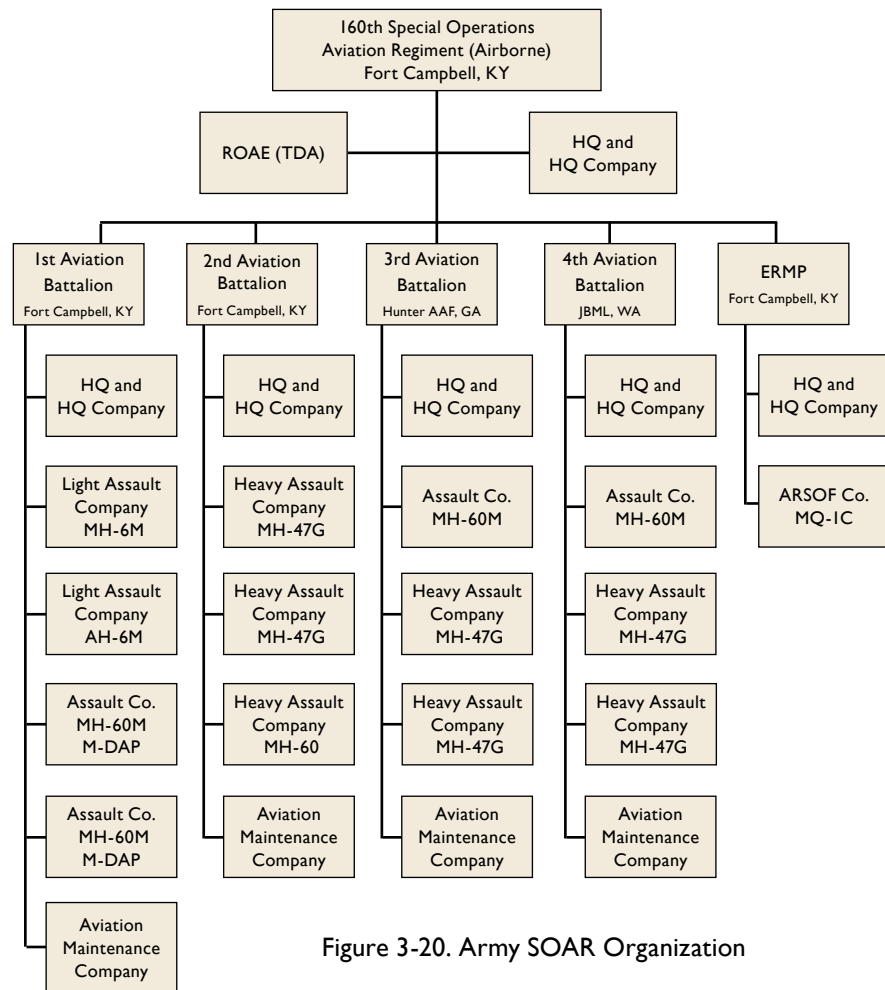 160th Special Operations
Aviation Regiment (Airborne)
Fort Campbell, KY
ROAE (TDA)
HQ and
HQ Company
1st Aviation
Battalion
Fort Campbell, KY
2nd Aviation
Battalion
Fort Campbell, KY
3rd Aviation
Battalion
Hunter AAF, GA
4th Aviation
Battalion
JBML, WA
ERMP
Fort Campbell, KY
HQ and
HQ Company
Light Assault
Company
MH-6M
Light Assault
Company
AH-6M
Assault Co.
MH-60M
M-DAP
Assault Co.
MH-60M
M-DAP
Aviation
Maintenance
Company
HQ and
HQ Company
Heavy Assault
Company
MH-47G
Heavy Assault
Company
MH-47G
Heavy Assault
Company
MH-60
Aviation
Maintenance
Company
HQ and
HQ Company
Assault Co.
MH-60M
Heavy Assault
Company
MH-47G
Heavy Assault
Company
MH-47G
Aviation
Maintenance
Company
HQ and
HQ Company
Assault Co.
MH-60M
Heavy Assault
Company
MH-47G
Heavy Assault
Company
MH-47G
Aviation
Maintenance
Company
HQ and
HQ Company
ARSOF Co.
MQ-1C
Figure 3-20. Army SOAR Organization